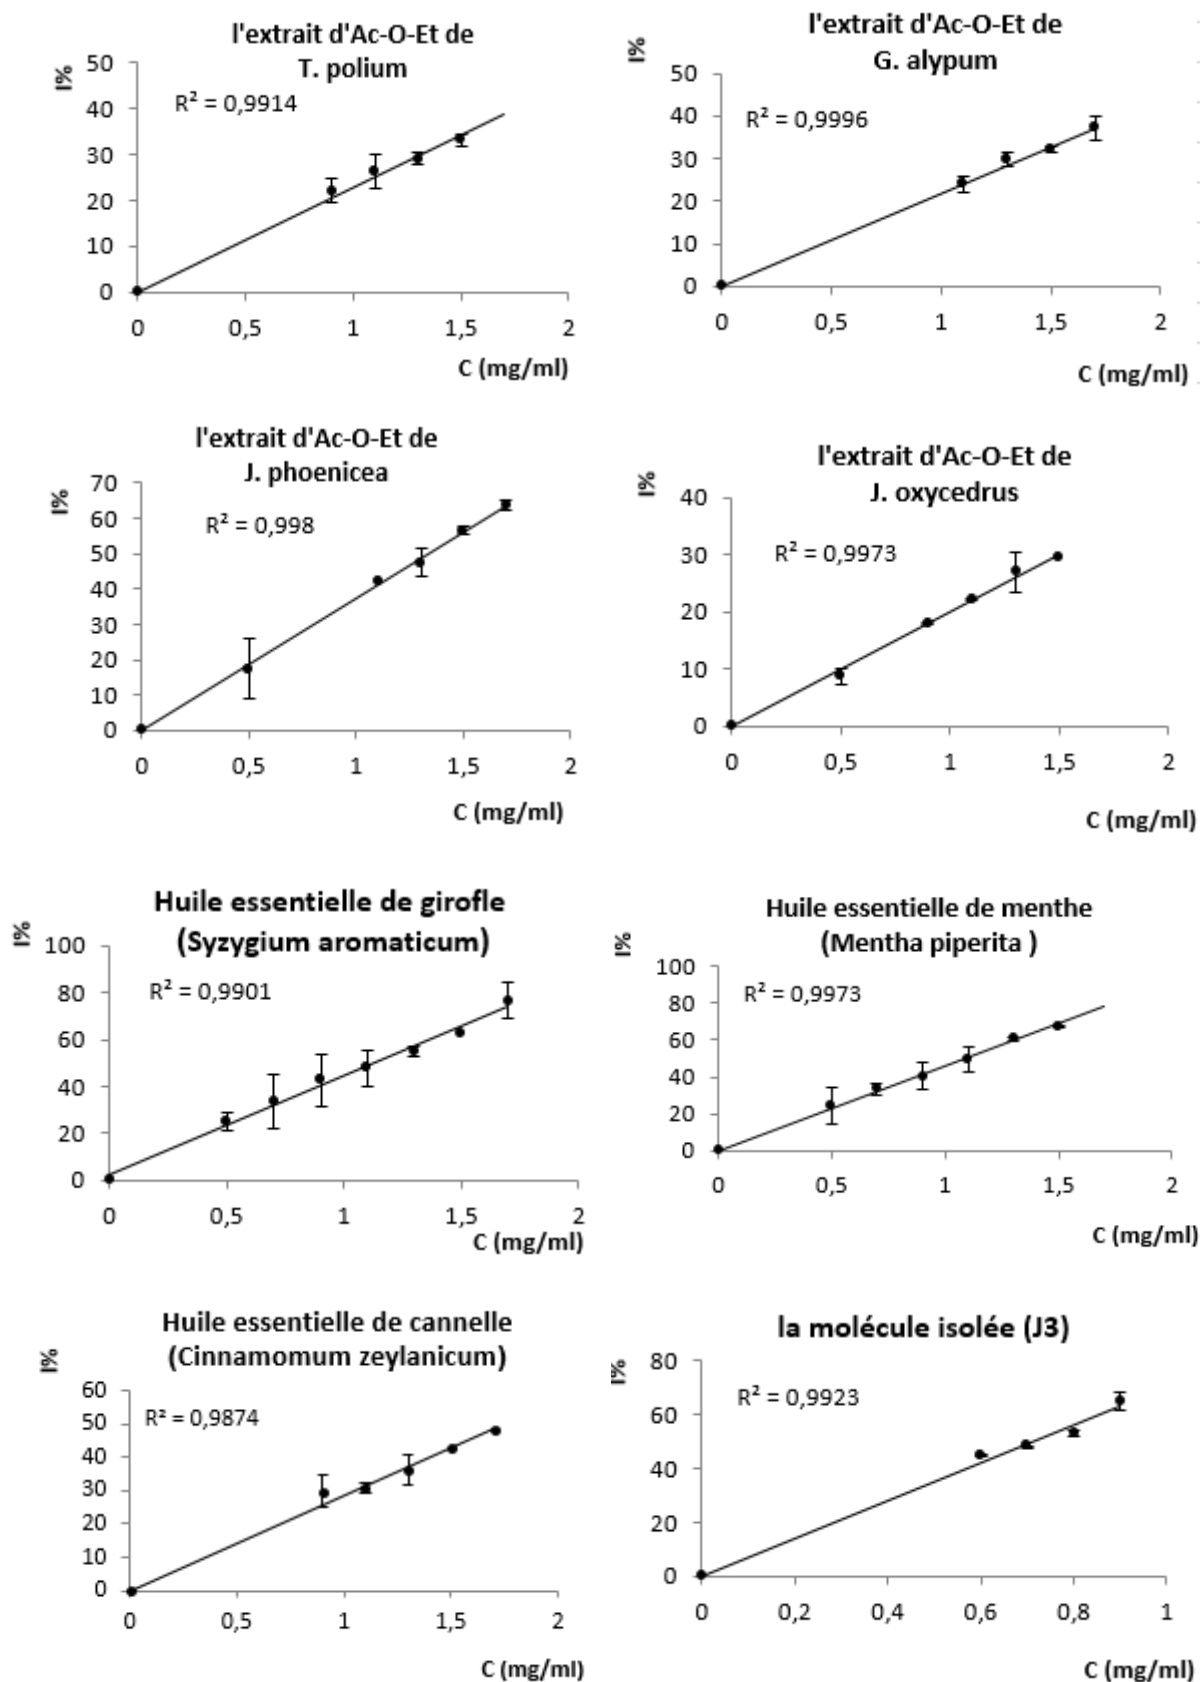 l'extrait d'Ac-O-Et de
T. polium
I%
R² = 0,9914
50
40
30
20
10
0
0 0,5 1 1,5 2
C (mg/ml)
l'extrait d'Ac-O-Et de
G. alypum
I%
R² = 0,9996
50
40
30
20
10
0
0 0,5 1 1,5 2
C (mg/ml)
l'extrait d'Ac-O-Et de
J. phoenicea
I%
R² = 0,998
70
60
50
40
30
20
10
0
0 0,5 1 1,5 2
C (mg/ml)
l'extrait d'Ac-O-Et de
J. oxycedrus
I%
R² = 0,9973
40
30
20
10
0
0 0,5 1 1,5 2
C (mg/ml)
Huile essentielle de girofle
(Syzygium aromaticum)
I%
R² = 0,9901
100
80
60
40
20
0
0 0,5 1 1,5 2
C (mg/ml)
Huile essentielle de menthe
(Mentha piperita )
I%
R² = 0,9973
100
80
60
40
20
0
0 0,5 1 1,5 2
C (mg/ml)
Huile essentielle de cannelle
(Cinnamomum zeylanicum)
I%
R² = 0,9874
60
50
40
30
20
10
0
0 0,5 1 1,5 2
C (mg/ml)
la molécule isolée (J3)
I%
R² = 0,9923
80
60
40
20
0
0 0,2 0,4 0,6 0,8 1
C (mg/ml)